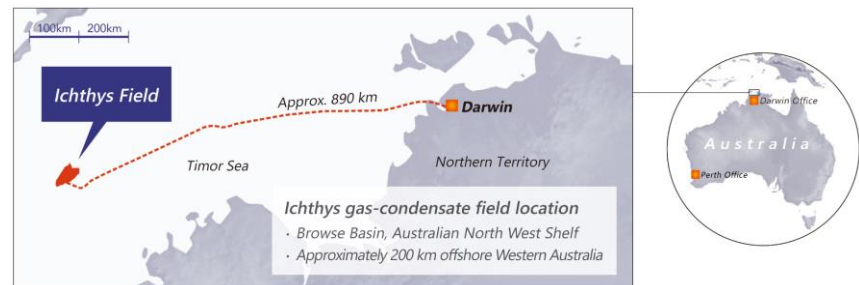 100km 200km
Ichthys Field
Approx. 890 km
Darwin
Timor Sea
Northern Territory
Ichthys gas-condensate field location
· Browse Basin, Australian North West Shelf
· Approximately 200 km offshore Western Australia
Darwin Office
Australia
Perth Office